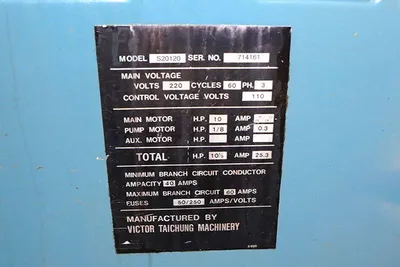 MODEL S20120 SER. NO. 714161
MAIN VOLTAGE
VOLTS 220 CYCLES 60 PH. 3
CONTROL VOLTAGE VOLTS 110
MAIN MOTOR H.P. 10 AMP
PUMP MOTOR H.P. 1/8 AMP 0.3
AUX. MOTOR H.P. AMP
TOTAL H.P. 10⅛ AMP 25.3
MINIMUM BRANCH CIRCUIT CONDUCTOR
AMPACITY 40 AMPS
MAXIMUM BRANCH CIRCUIT 60 AMPS
FUSES 50/250 AMPS/VOLTS
MANUFACTURED BY
VICTOR TAICHUNG MACHINERY